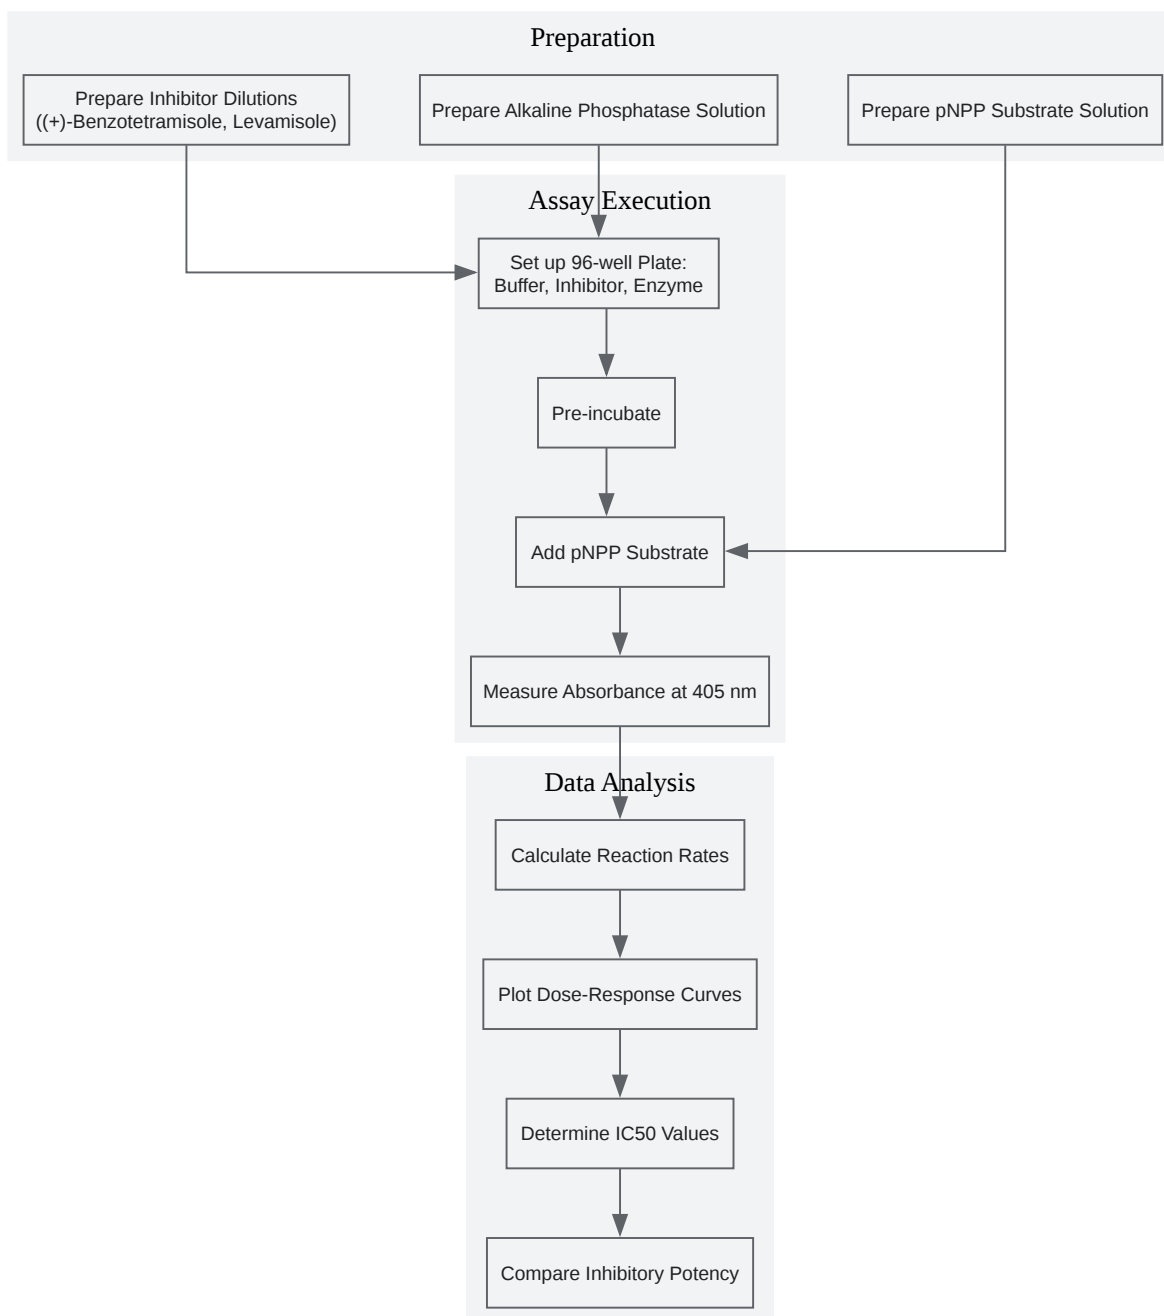 Preparation
Prepare Inhibitor Dilutions
((+)-Benzotetramisole, Levamisole)
Prepare Alkaline Phosphatase Solution
Prepare pNPP Substrate Solution
Assay Execution
Set up 96-well Plate:
Buffer, Inhibitor, Enzyme
Pre-incubate
Add pNPP Substrate
Measure Absorbance at 405 nm
Data Analysis
Calculate Reaction Rates
Plot Dose-Response Curves
Determine IC50 Values
Compare Inhibitory Potency